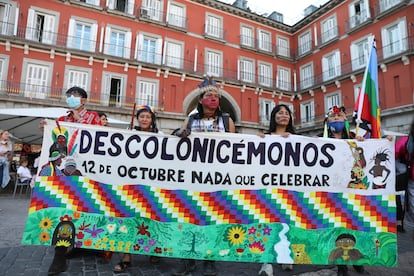 DESCOLONICÉMONOS
12 DE OCTUBRE NADA QUE CELEBRAR